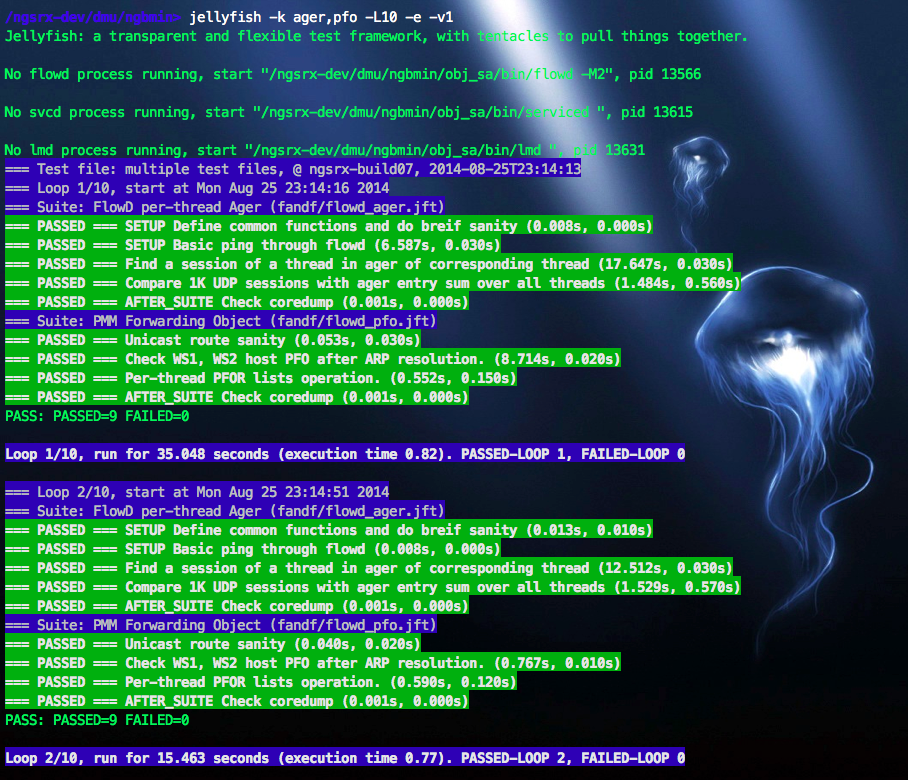 /ngsrx-dev/dmu/ngbmin> jellyfish -k ager,pfo -L10 -e -v1
Jellyfish: a transparent and flexible test framework, with tentacles to pull things together.
No flowd process running, start "/ngsrx-dev/dmu/ngbmin/obj_sa/bin/flowd -M2", pid 13566
No svcd process running, start "/ngsrx-dev/dmu/ngbmin/obj_sa/bin/serviced ", pid 13615
No lmd process running, start "/ngsrx-dev/dmu/ngbmin/obj_sa/bin/lmd ", pid 13631
=== Test file: multiple test files, @ ngsrx-build07, 2014-08-25T23:14:13
=== Loop 1/10, start at Mon Aug 25 23:14:16 2014
=== Suite: FlowD per-thread Ager (fandf/flowd_ager.jft)
=== PASSED === SETUP Define common functions and do breif sanity (0.008s, 0.000s)
=== PASSED === SETUP Basic ping through flowd (6.587s, 0.030s)
=== PASSED === Find a session of a thread in ager of corresponding thread (17.647s, 0.030s)
=== PASSED === Compare 1K UDP sessions with ager entry sum over all threads (1.484s, 0.560s)
=== PASSED === AFTER_SUITE Check coredump (0.001s, 0.000s)
=== Suite: PMM Forwarding Object (fandf/flowd_pfo.jft)
=== PASSED === Unicast route sanity (0.053s, 0.030s)
=== PASSED === Check WS1, WS2 host PFO after ARP resolution. (8.714s, 0.020s)
=== PASSED === Per-thread PFOR lists operation. (0.552s, 0.150s)
=== PASSED === AFTER_SUITE Check coredump (0.001s, 0.000s)
PASS: PASSED=9 FAILED=0
Loop 1/10, run for 35.048 seconds (execution time 0.82). PASSED-LOOP 1, FAILED-LOOP 0
=== Loop 2/10, start at Mon Aug 25 23:14:51 2014
=== Suite: FlowD per-thread Ager (fandf/flowd_ager.jft)
=== PASSED === SETUP Define common functions and do breif sanity (0.013s, 0.010s)
=== PASSED === SETUP Basic ping through flowd (0.008s, 0.000s)
=== PASSED === Find a session of a thread in ager of corresponding thread (12.512s, 0.030s)
=== PASSED === Compare 1K UDP sessions with ager entry sum over all threads (1.529s, 0.570s)
=== PASSED === AFTER_SUITE Check coredump (0.001s, 0.000s)
=== Suite: PMM Forwarding Object (fandf/flowd_pfo.jft)
=== PASSED === Unicast route sanity (0.040s, 0.020s)
=== PASSED === Check WS1, WS2 host PFO after ARP resolution. (0.767s, 0.010s)
=== PASSED === Per-thread PFOR lists operation. (0.590s, 0.120s)
=== PASSED === AFTER_SUITE Check coredump (0.001s, 0.000s)
PASS: PASSED=9 FAILED=0
Loop 2/10, run for 15.463 seconds (execution time 0.77). PASSED-LOOP 2, FAILED-LOOP 0